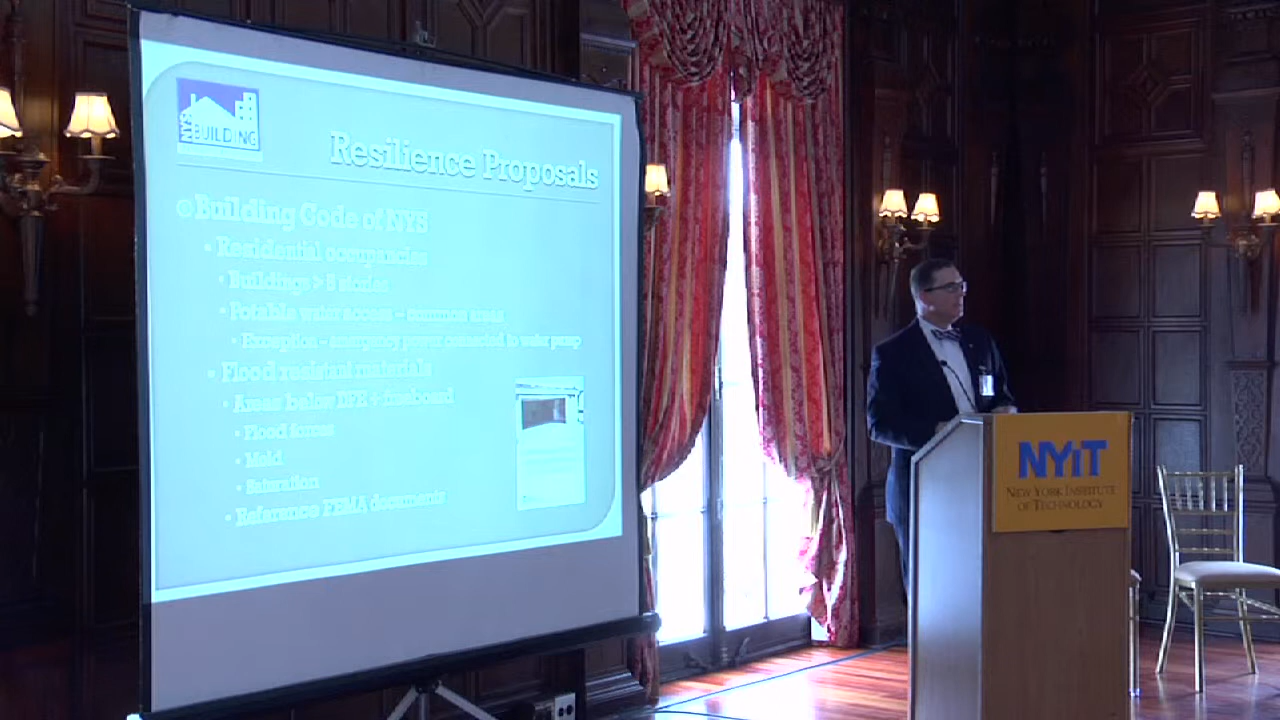 NYS
BUILDING
Resilience Proposals
Building Code of NYS
Residential occupancies
Buildings > 5 stories
Potable water access - common areas
Exception - emergency power connected to water pump
Flood resistant materials
Areas below DFE + freeboard
Flood forces
Mold
Saturation
Reference FEMA documents
NYiT
NEW YORK INSTITUTE
OF TECHNOLOGY